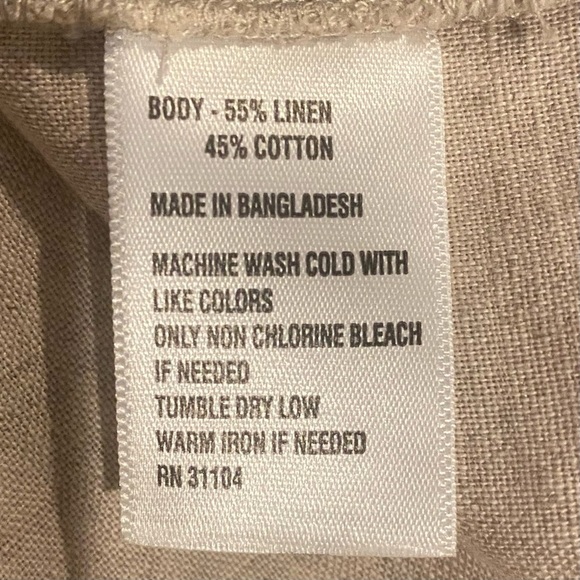 BODY - 55% LINEN
45% COTTON
MADE IN BANGLADESH
MACHINE WASH COLD WITH
LIKE COLORS
ONLY NON CHLORINE BLEACH
IF NEEDED
TUMBLE DRY LOW
WARM IRON IF NEEDED
RN 31104